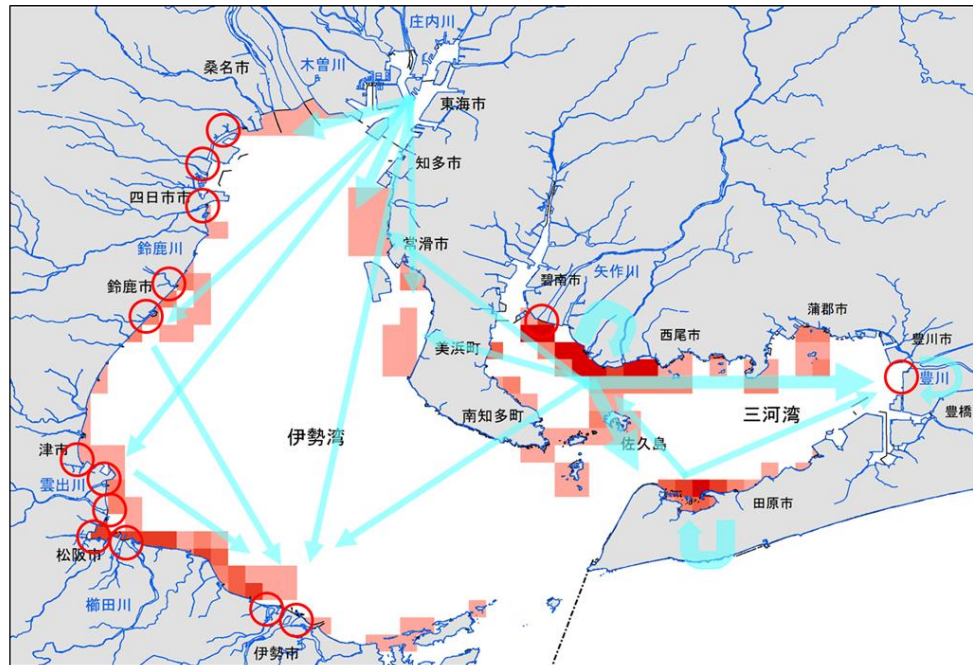 庄内川
木曽川
桑名市
東海市
知多市
四日市市
鈴鹿川
常滑市
鈴鹿市
碧南市
矢作川
西尾市
蒲郡市
豊川市
美浜町
豊川
南知多町
三河湾
豊橋
伊勢湾
佐久島
津市
雲出川
田原市
松阪市
櫛田川
伊勢市